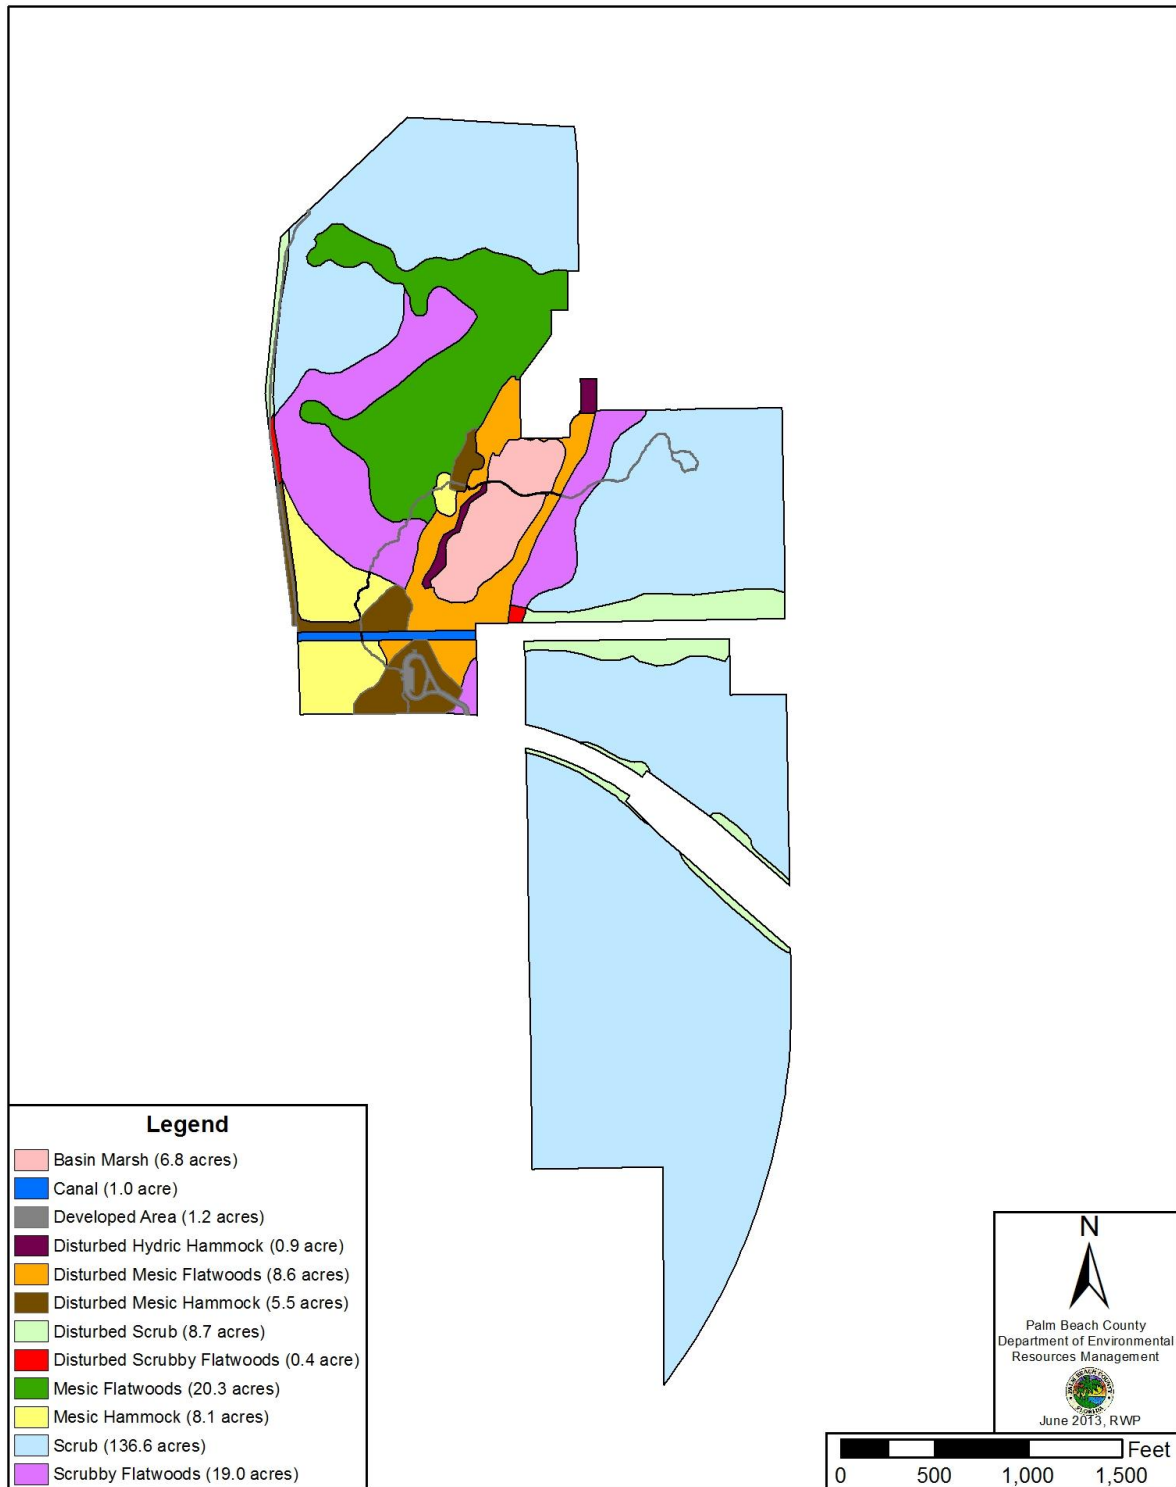 Legend
Basin Marsh (6.8 acres)
Canal (1.0 acre)
Developed Area (1.2 acres)
Disturbed Hydric Hammock (0.9 acre)
Disturbed Mesic Flatwoods (8.6 acres)
Disturbed Mesic Hammock (5.5 acres)
Disturbed Scrub (8.7 acres)
Disturbed Scrubby Flatwoods (0.4 acre)
Mesic Flatwoods (20.3 acres)
Mesic Hammock (8.1 acres)
Scrub (136.6 acres)
Scrubby Flatwoods (19.0 acres)
N
Palm Beach County
Department of Environmental
Resources Management
PALM BEACH COUNTY
FLORIDA
June 2013, RWP
Feet
0 500 1,000 1,500